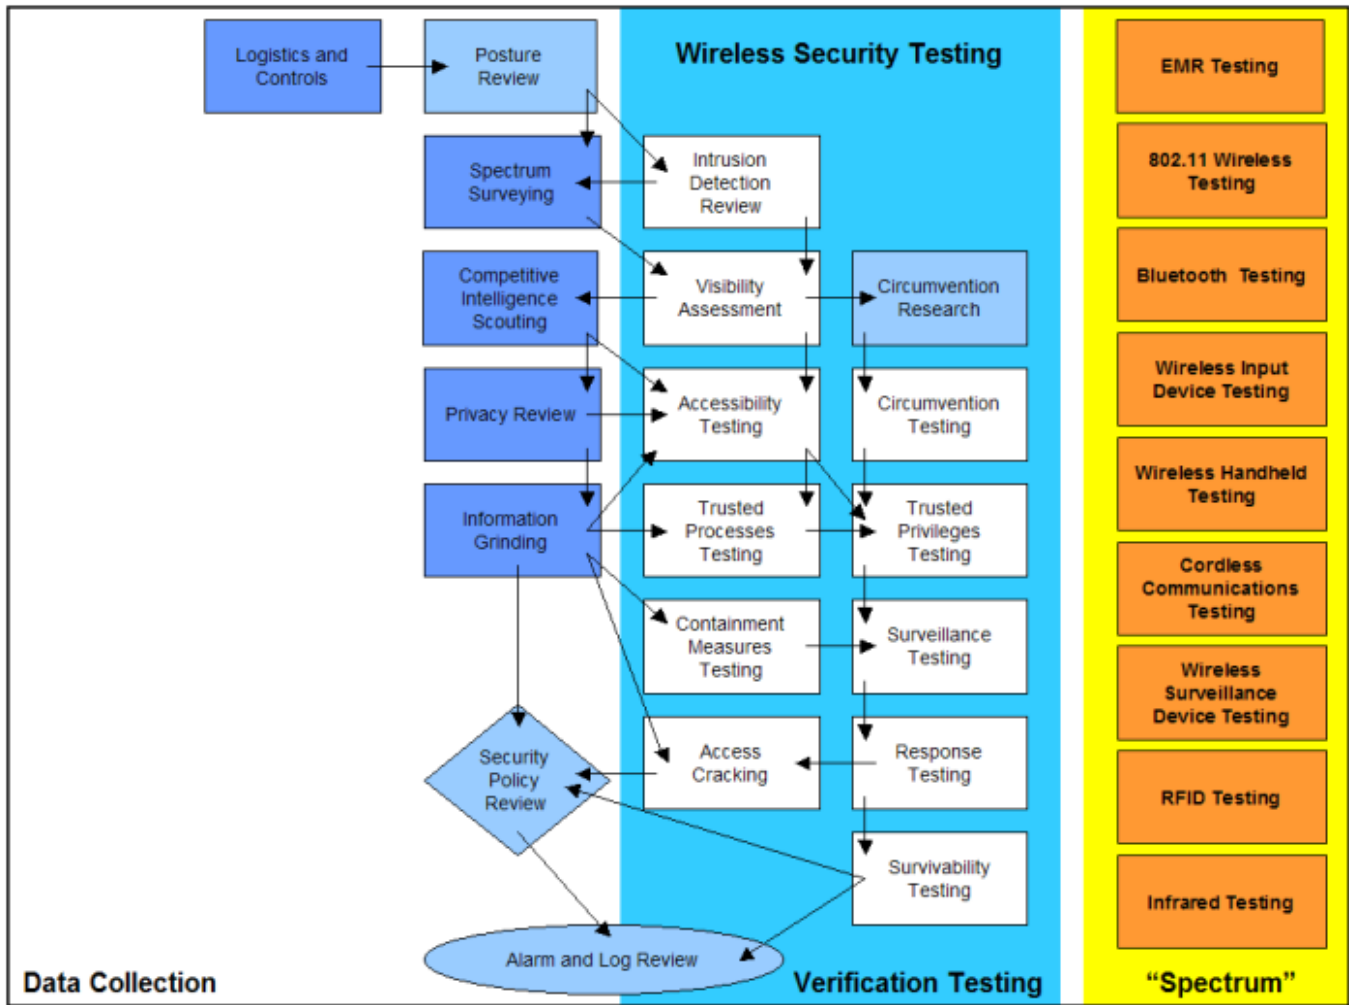 Logistics and
Controls
Posture
Review
Wireless Security Testing
EMR Testing
Spectrum
Surveying
Intrusion
Detection
Review
802.11 Wireless
Testing
Competitive
Intelligence
Scouting
Visibility
Assessment
Circumvention
Research
Bluetooth Testing
Privacy Review
Accessibility
Testing
Circumvention
Testing
Wireless Input
Device Testing
Information
Grinding
Trusted
Processes
Testing
Trusted
Privileges
Testing
Wireless Handheld
Testing
Containment
Measures
Testing
Surveillance
Testing
Cordless
Communications
Testing
Security
Policy
Review
Access
Cracking
Response
Testing
Wireless
Surveillance
Device Testing
RFID Testing
Survivability
Testing
Infrared Testing
Alarm and Log Review
Data Collection
Verification Testing
“Spectrum”